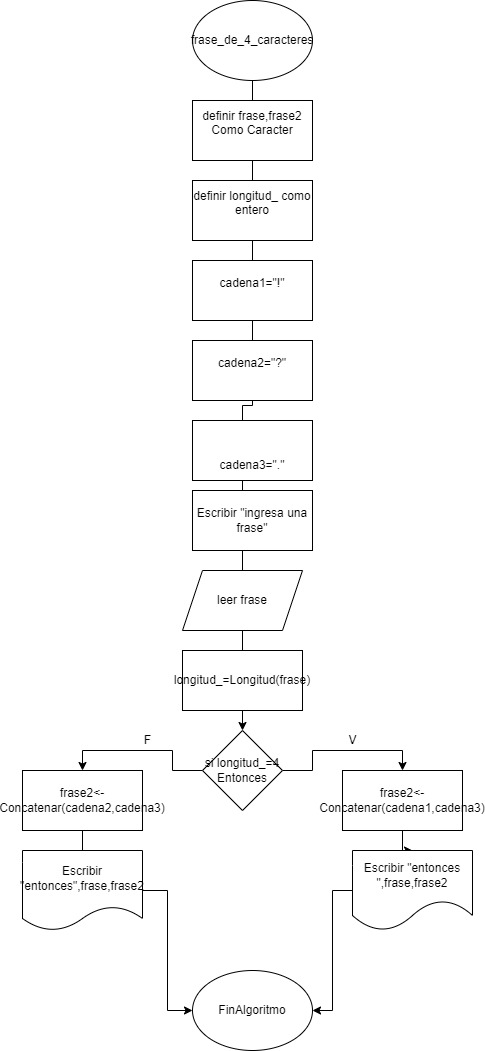 frase_de_4_caracteres
definir frase,frase2
Como Caracter
definir longitud_ como
entero
cadena1="!"
cadena2="?"
cadena3="."
Escribir "ingresa una
frase"
leer frase
longitud_=Longitud(frase)
si longitud_=4
Entonces
F
V
frase2<-
Concatenar(cadena2,cadena3)
frase2<-
Concatenar(cadena1,cadena3)
Escribir
"entonces",frase,frase2
Escribir "entonces
",frase,frase2
FinAlgoritmo